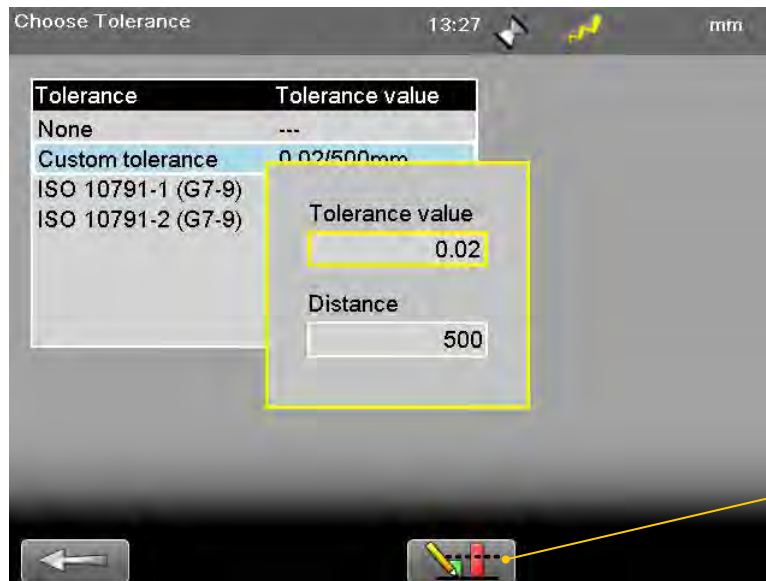 Choose Tolerance 13:27 mm
Tolerance Tolerance value
None ---
Custom tolerance 0.02/500mm
ISO 10791-1 (G7-9)
ISO 10791-2 (G7-9)
Tolerance value
0.02
Distance
500